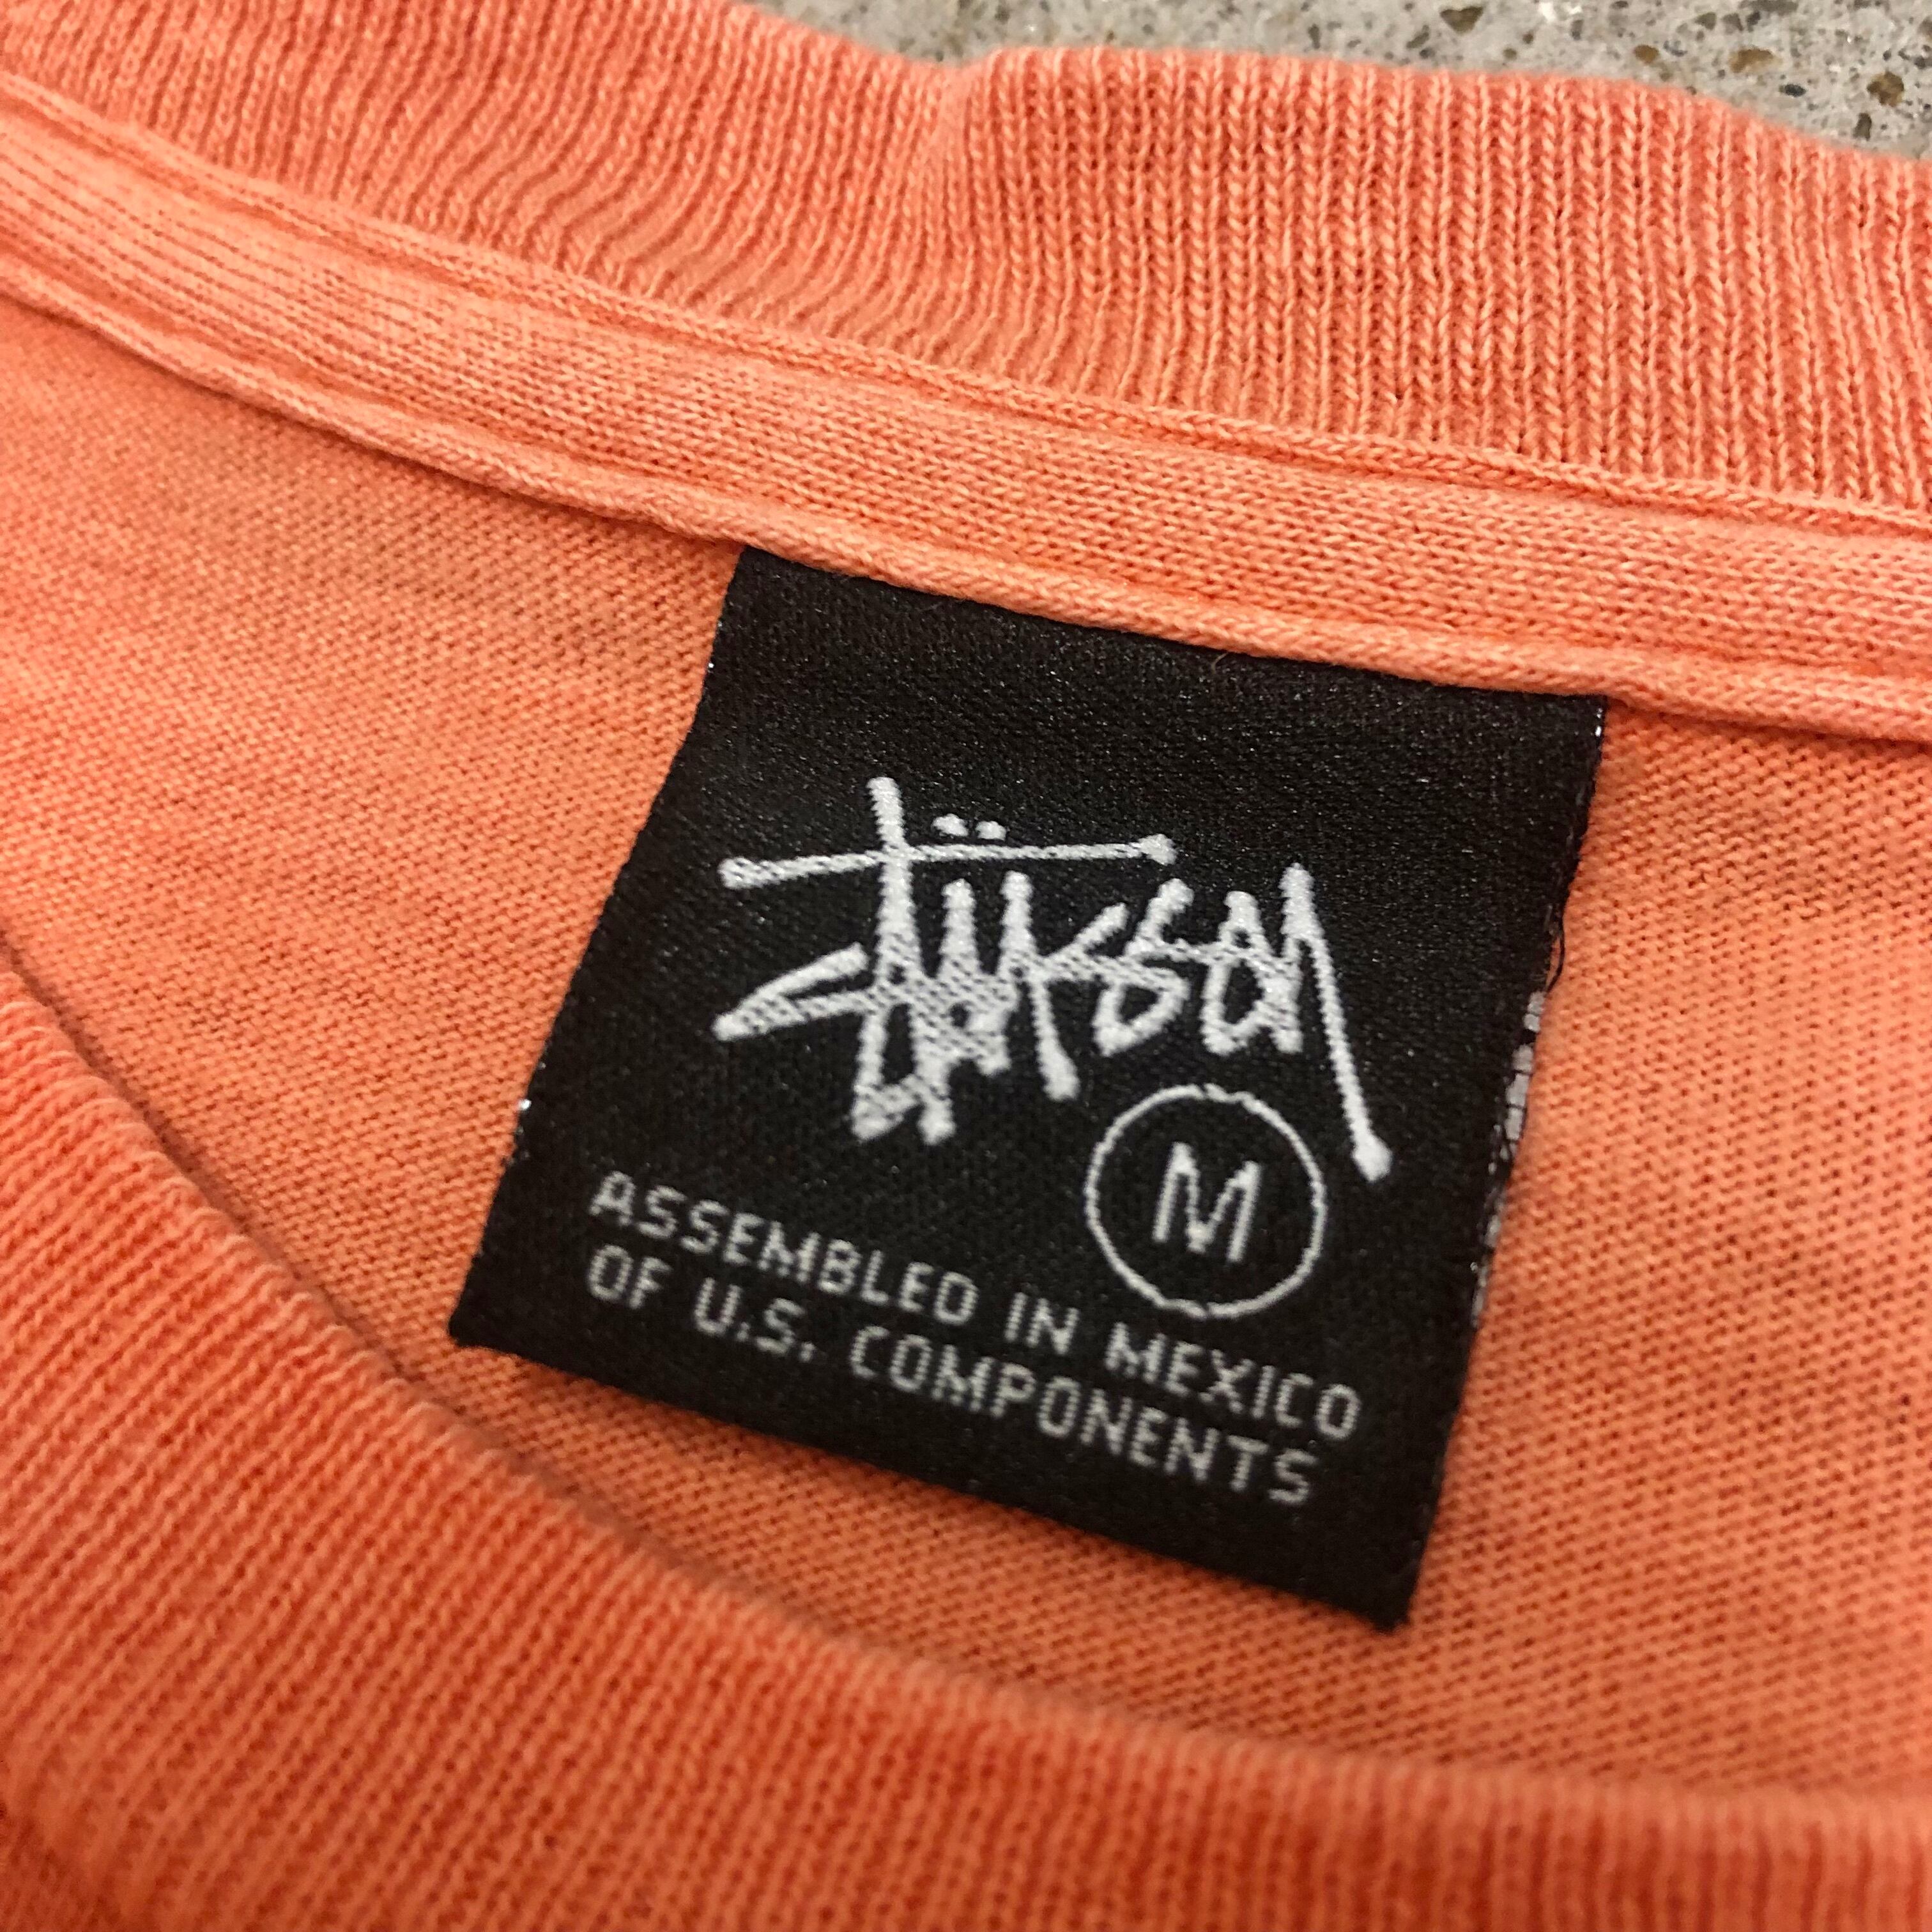 Stüssy
M
ASSEMBLED IN MEXICO
OF U.S. COMPONENTS